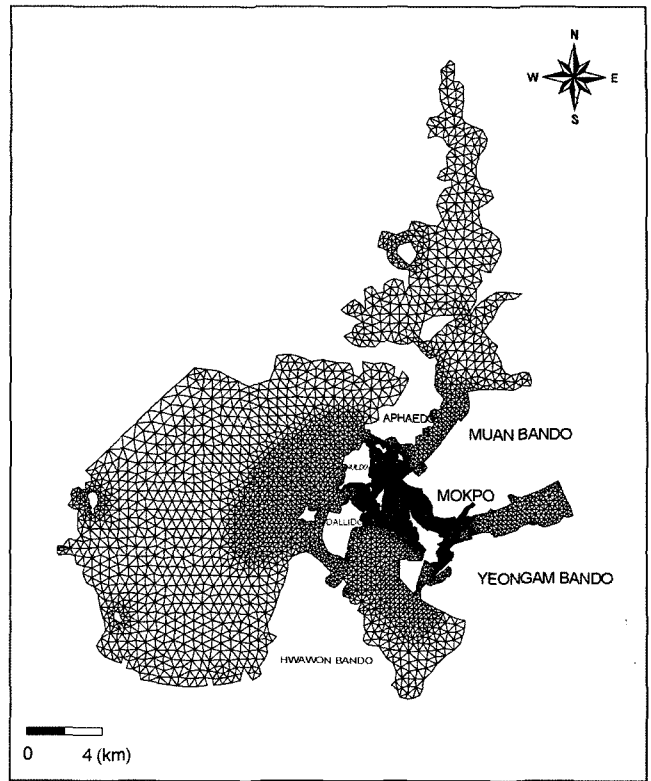 N
W E
S
APHAEDO
MUAN BANDO
MOKPO
DALLIDO
YEONGAM BANDO
HWAWON BANDO
0 4 (km)